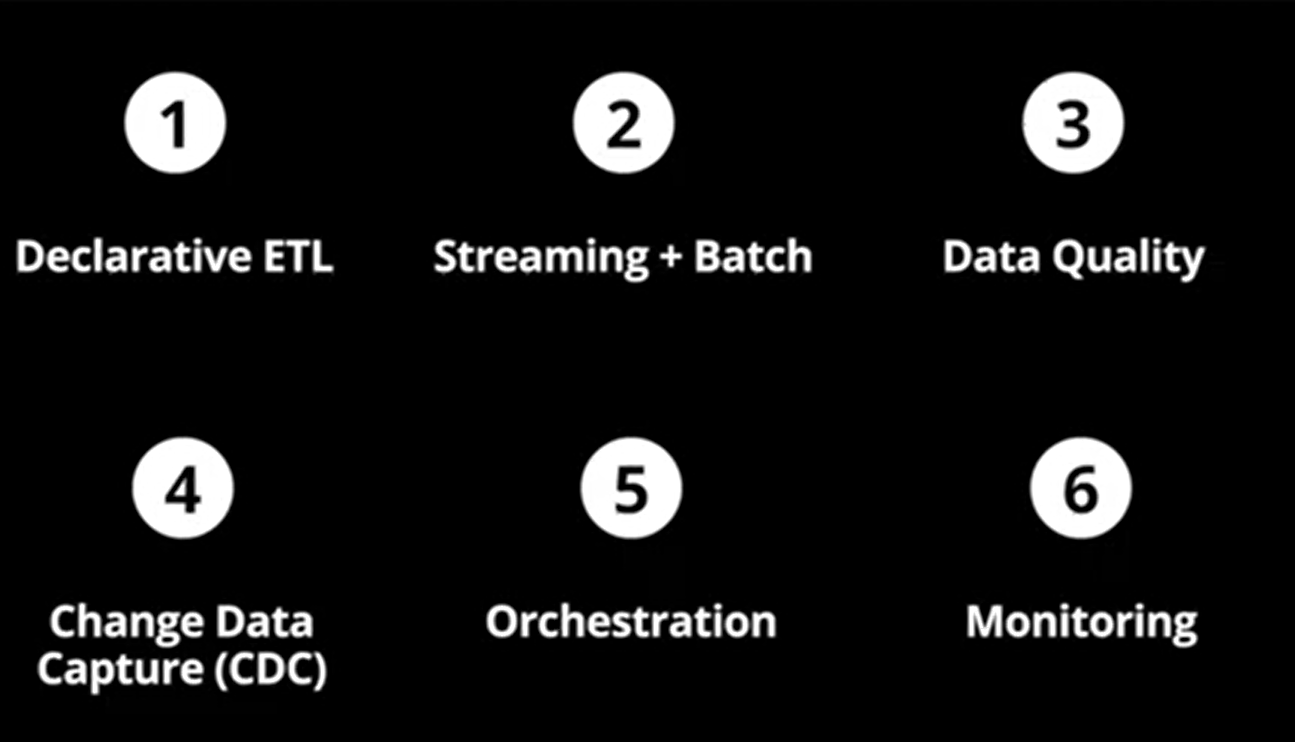 1
2
3
Declarative ETL
Streaming + Batch
Data Quality
4
5
6
Change Data
Capture (CDC)
Orchestration
Monitoring